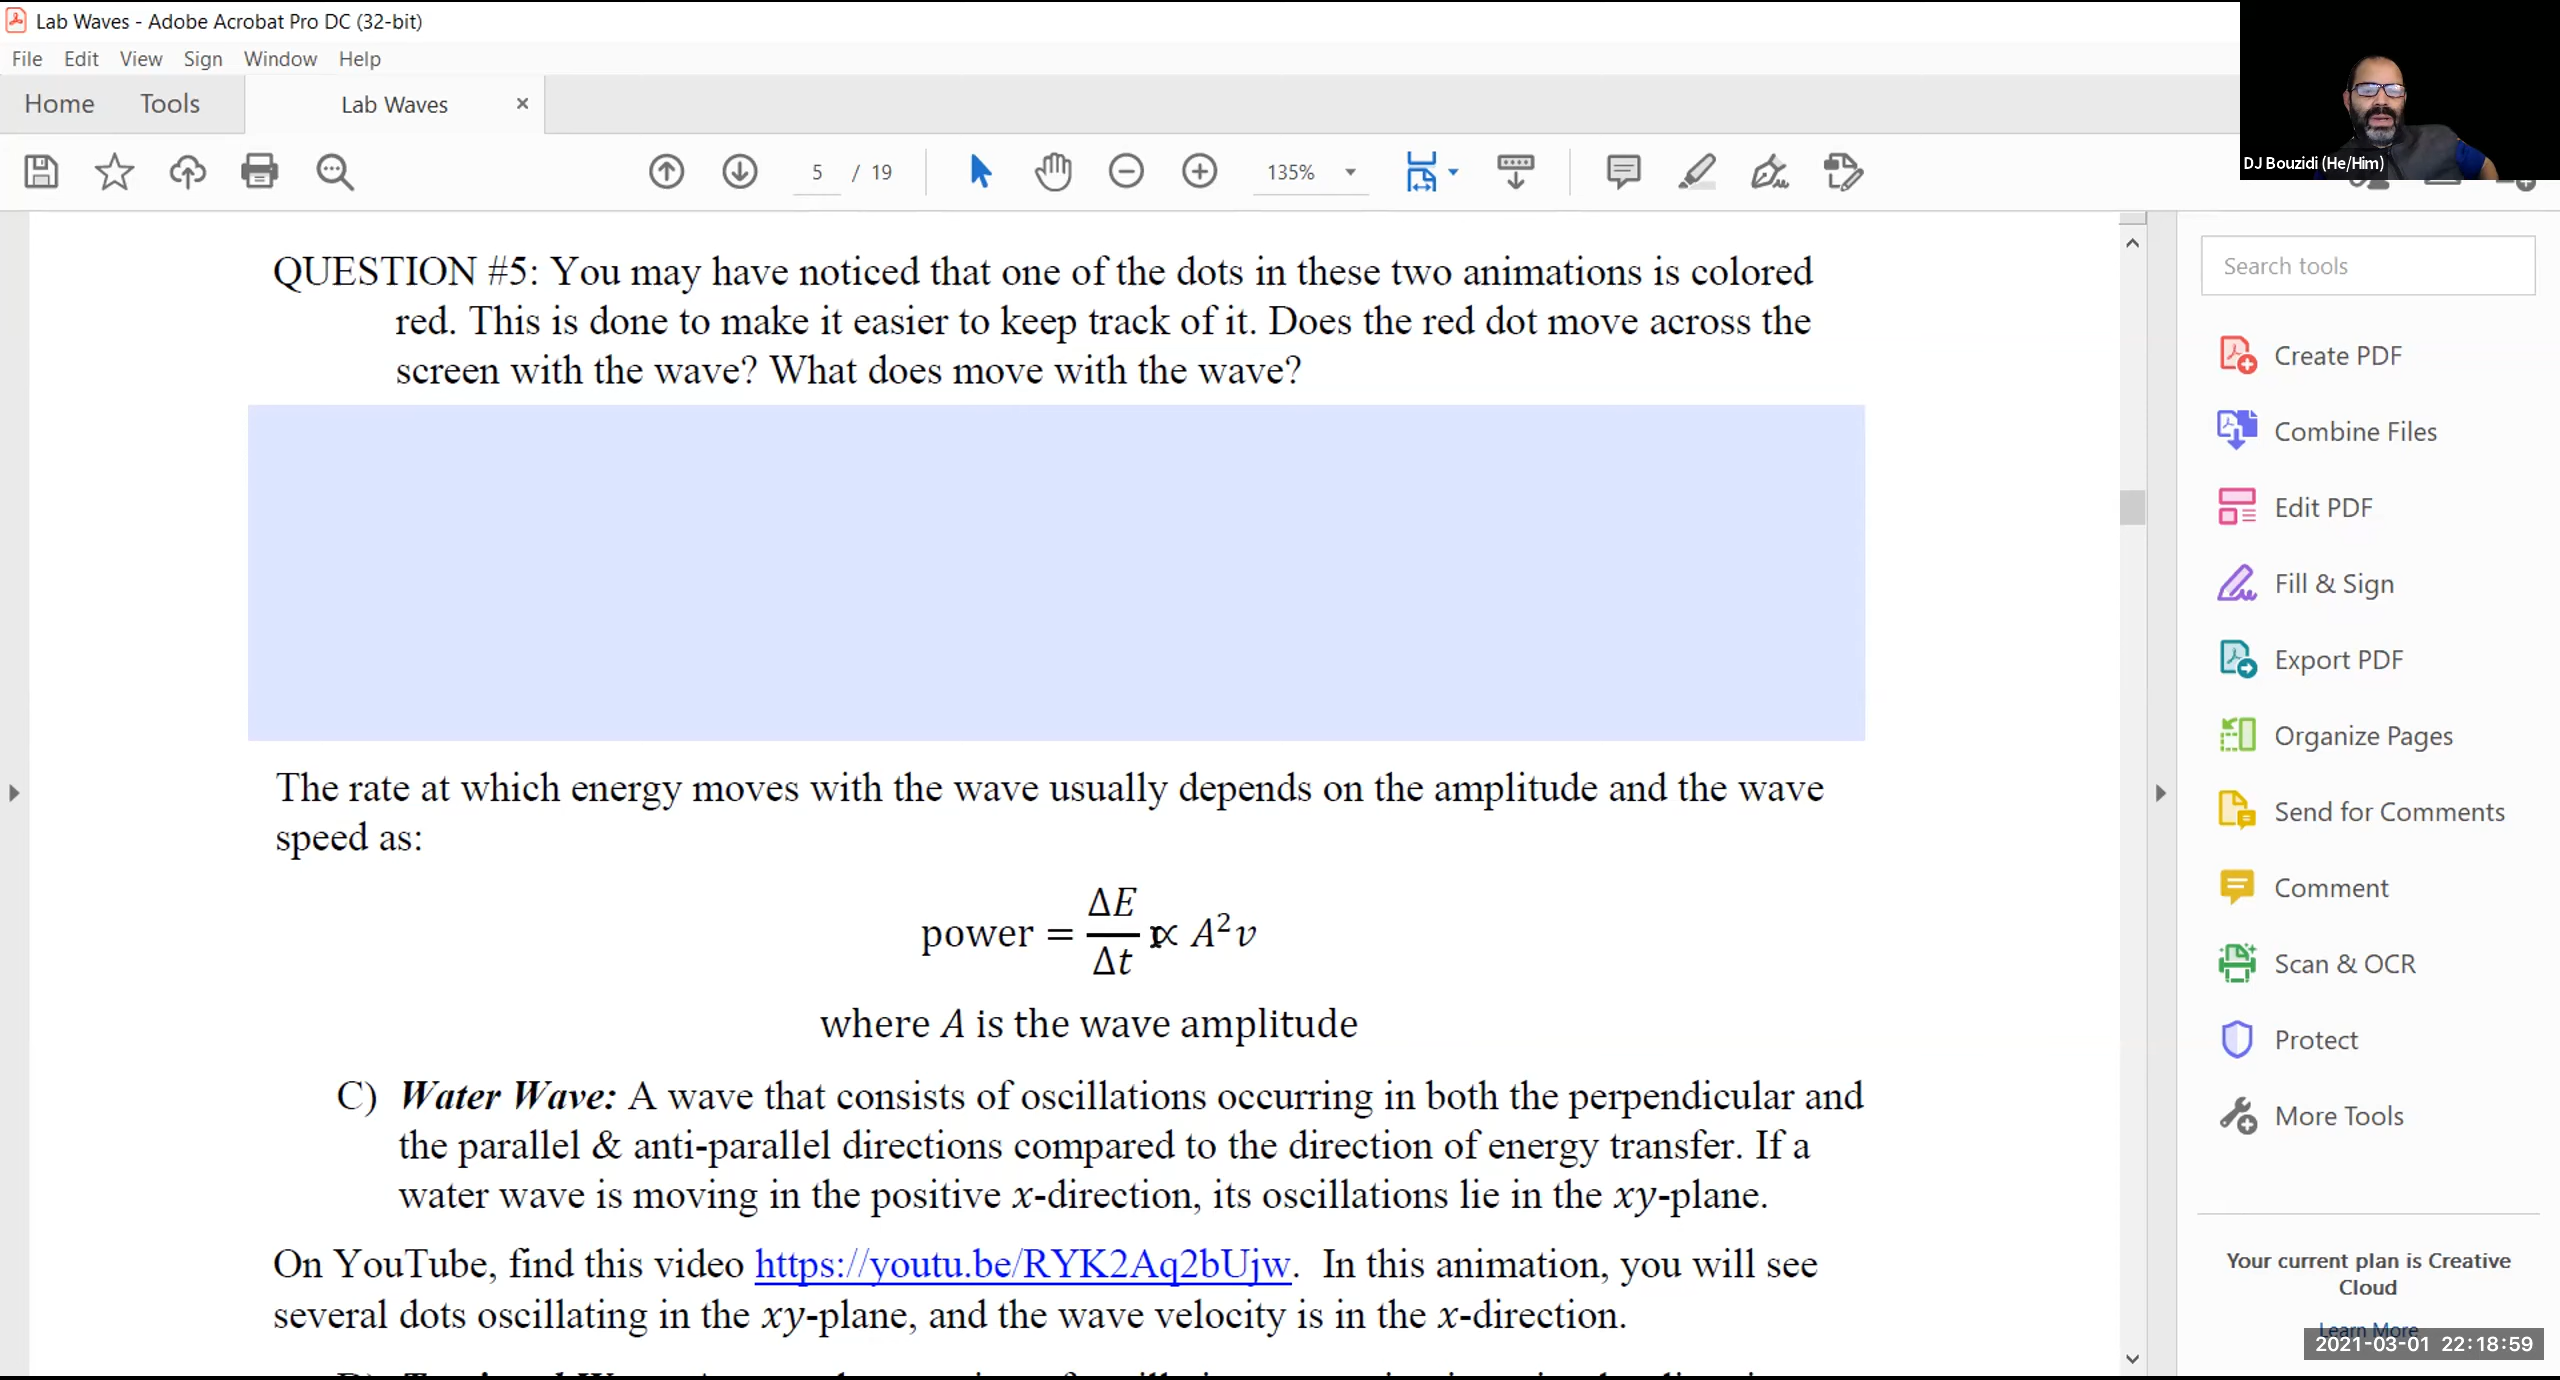 Lab Waves - Adobe Acrobat Pro DC (32-bit)
File Edit View Sign Window Help
Home Tools Lab Waves ×
5 / 19 135%
DJ Bouzidi (He/Him)
QUESTION #5: You may have noticed that one of the dots in these two animations is colored
red. This is done to make it easier to keep track of it. Does the red dot move across the
screen with the wave? What does move with the wave?
The rate at which energy moves with the wave usually depends on the amplitude and the wave
speed as:
power = ΔE/Δt ∝ A²v
where A is the wave amplitude
C) Water Wave: A wave that consists of oscillations occurring in both the perpendicular and
the parallel & anti-parallel directions compared to the direction of energy transfer. If a
water wave is moving in the positive x-direction, its oscillations lie in the xy-plane.
On YouTube, find this video https://youtu.be/RYK2Aq2bUjw. In this animation, you will see
several dots oscillating in the xy-plane, and the wave velocity is in the x-direction.
Search tools
Create PDF
Combine Files
Edit PDF
Fill & Sign
Export PDF
Organize Pages
Send for Comments
Comment
Scan & OCR
Protect
More Tools
Your current plan is Creative
Cloud
Learn More
2021-03-01 22:18:59